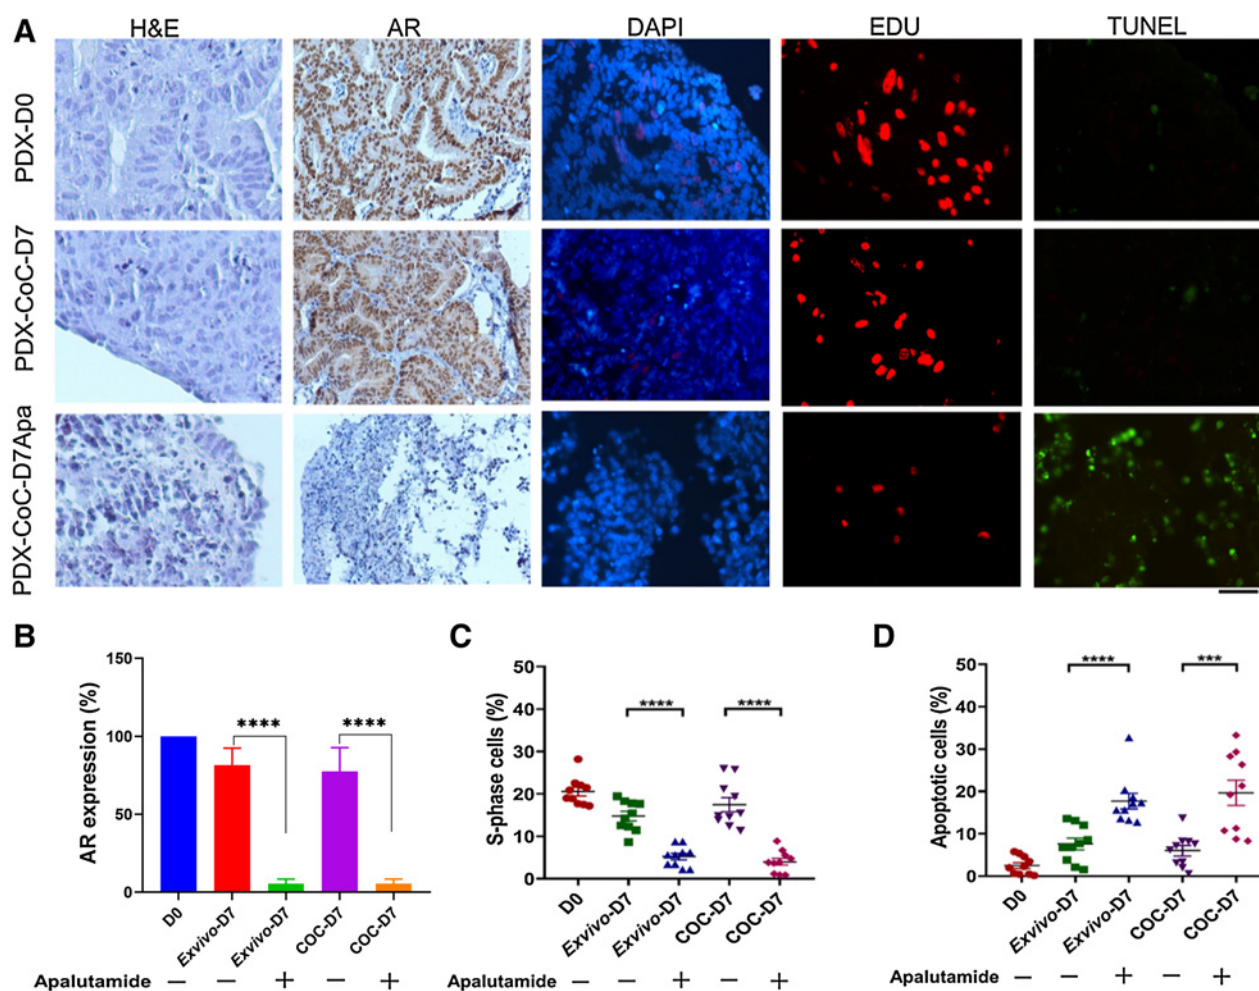 A
H&E AR DAPI EDU TUNEL
PDX-D0
PDX-CoC-D7
PDX-CoC-D7Apa
B
AR expression (%)
150
100
50
0
**** ****
D0 Exvivo-D7 Exvivo-D7 COC-D7 COC-D7
Apalutamide — — + — +
C
S-phase cells (%)
50
40
30
20
10
0
**** ****
D0 Exvivo-D7 Exvivo-D7 COC-D7 COC-D7
Apalutamide — — + — +
D
Apoptotic cells (%)
50
40
30
20
10
0
**** ***
D0 Exvivo-D7 Exvivo-D7 COC-D7 COC-D7
Apalutamide — — + — +